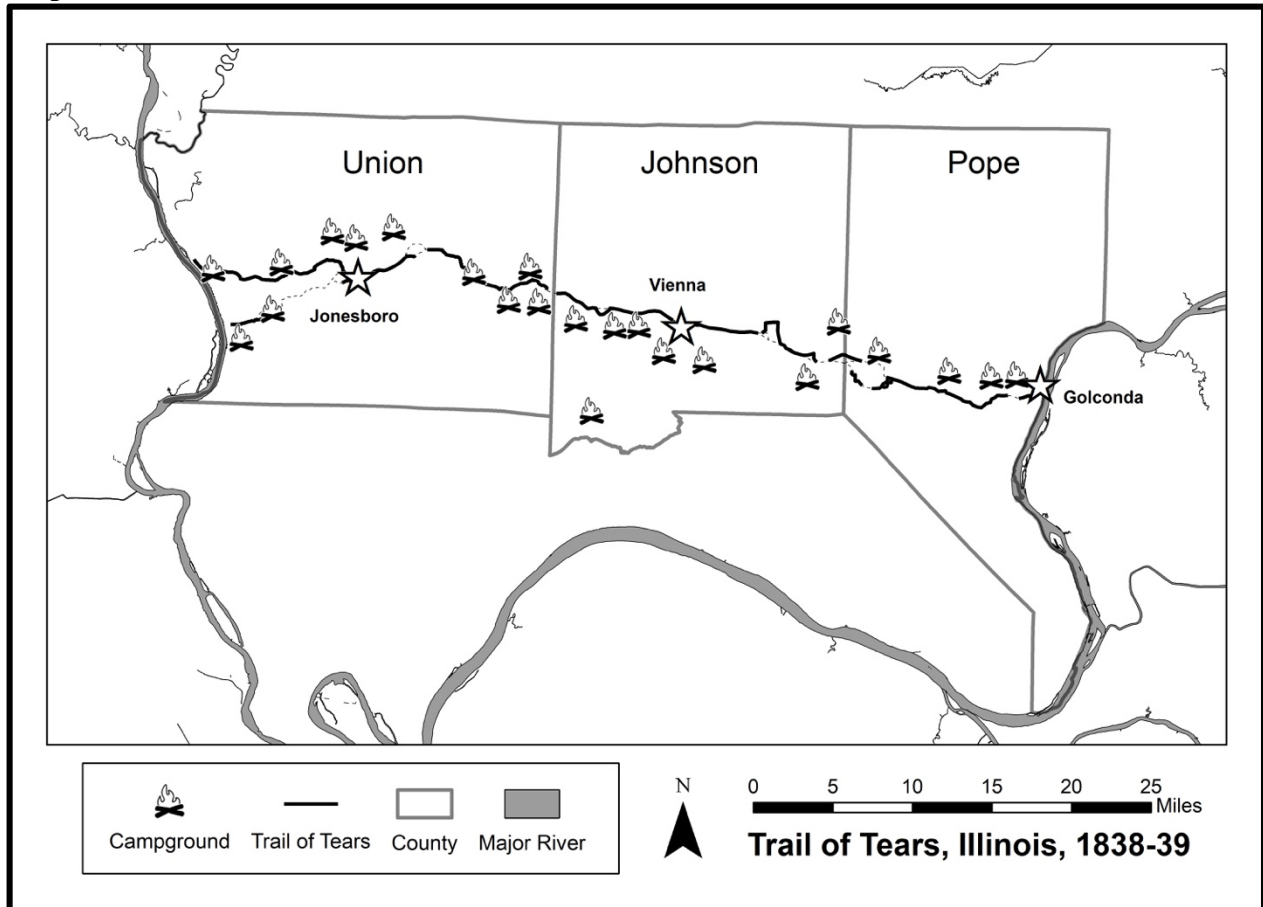 Union
Johnson
Pope
Vienna
Jonesboro
Golconda
Campground
Trail of Tears
County
Major River
N
0 5 10 15 20 25
Miles
Trail of Tears, Illinois, 1838-39